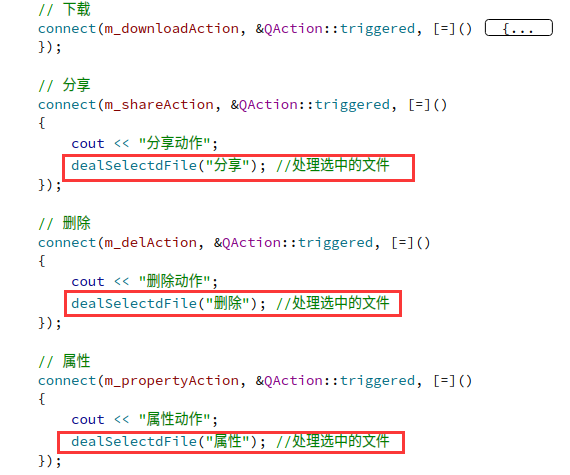 // 下载
connect(m_downloadAction, &QAction::triggered, [=]() {...
});
// 分享
connect(m_shareAction, &QAction::triggered, [=]()
{
cout << "分享动作";
dealSelectdFile("分享"); //处理选中的文件
});
// 删除
connect(m_delAction, &QAction::triggered, [=]()
{
cout << "删除动作";
dealSelectdFile("删除"); //处理选中的文件
});
// 属性
connect(m_propertyAction, &QAction::triggered, [=]()
{
cout << "属性动作";
dealSelectdFile("属性"); //处理选中的文件
});